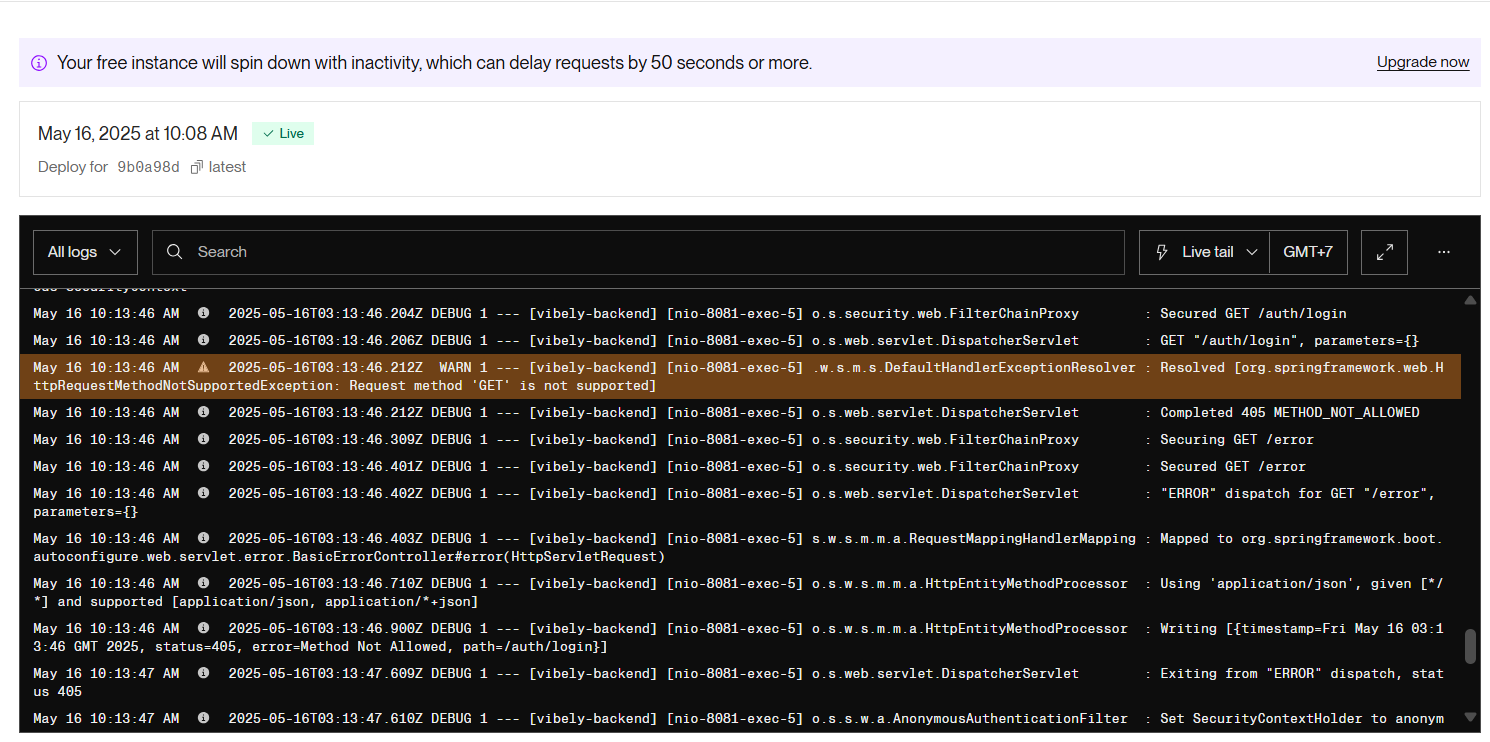 Your free instance will spin down with inactivity, which can delay requests by 50 seconds or more.
Upgrade now
May 16, 2025 at 10:08 AM
Live
Deploy for 9b0a98d latest
All logs
Search
Live tail
GMT+7
May 16 10:13:46 AM 2025-05-16T03:13:46.204Z DEBUG 1 --- [vibely-backend] [nio-8081-exec-5] o.s.security.web.FilterChainProxy : Secured GET /auth/login
May 16 10:13:46 AM 2025-05-16T03:13:46.206Z DEBUG 1 --- [vibely-backend] [nio-8081-exec-5] o.s.web.servlet.DispatcherServlet : GET "/auth/login", parameters={}
May 16 10:13:46 AM 2025-05-16T03:13:46.212Z WARN 1 --- [vibely-backend] [nio-8081-exec-5] .w.s.m.s.DefaultHandlerExceptionResolver : Resolved [org.springframework.web.H
ttpRequestMethodNotSupportedException: Request method 'GET' is not supported]
May 16 10:13:46 AM 2025-05-16T03:13:46.212Z DEBUG 1 --- [vibely-backend] [nio-8081-exec-5] o.s.web.servlet.DispatcherServlet : Completed 405 METHOD_NOT_ALLOWED
May 16 10:13:46 AM 2025-05-16T03:13:46.309Z DEBUG 1 --- [vibely-backend] [nio-8081-exec-5] o.s.security.web.FilterChainProxy : Securing GET /error
May 16 10:13:46 AM 2025-05-16T03:13:46.401Z DEBUG 1 --- [vibely-backend] [nio-8081-exec-5] o.s.security.web.FilterChainProxy : Secured GET /error
May 16 10:13:46 AM 2025-05-16T03:13:46.402Z DEBUG 1 --- [vibely-backend] [nio-8081-exec-5] o.s.web.servlet.DispatcherServlet : "ERROR" dispatch for GET "/error",
parameters={}
May 16 10:13:46 AM 2025-05-16T03:13:46.403Z DEBUG 1 --- [vibely-backend] [nio-8081-exec-5] s.w.s.m.m.a.RequestMappingHandlerMapping : Mapped to org.springframework.boot.
autoconfigure.web.servlet.error.BasicErrorController#error(HttpServletRequest)
May 16 10:13:46 AM 2025-05-16T03:13:46.710Z DEBUG 1 --- [vibely-backend] [nio-8081-exec-5] o.s.w.s.m.m.a.HttpEntityMethodProcessor : Using 'application/json', given [*/
*] and supported [application/json, application/*+json]
May 16 10:13:46 AM 2025-05-16T03:13:46.900Z DEBUG 1 --- [vibely-backend] [nio-8081-exec-5] o.s.w.s.m.m.a.HttpEntityMethodProcessor : Writing [{timestamp=Fri May 16 03:1
3:46 GMT 2025, status=405, error=Method Not Allowed, path=/auth/login}]
May 16 10:13:47 AM 2025-05-16T03:13:47.609Z DEBUG 1 --- [vibely-backend] [nio-8081-exec-5] o.s.web.servlet.DispatcherServlet : Exiting from "ERROR" dispatch, stat
us 405
May 16 10:13:47 AM 2025-05-16T03:13:47.610Z DEBUG 1 --- [vibely-backend] [nio-8081-exec-5] o.s.s.w.a.AnonymousAuthenticationFilter : Set SecurityContextHolder to anonym